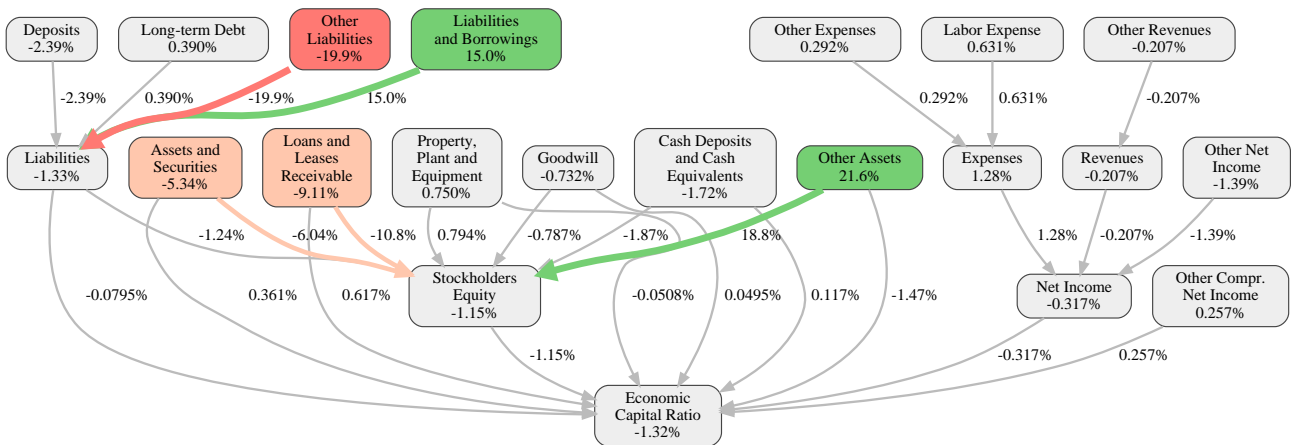 Deposits
-2.39%
Long-term Debt
0.390%
Other
Liabilities
-19.9%
Liabilities
and Borrowings
15.0%
Other Expenses
0.292%
Labor Expense
0.631%
Other Revenues
-0.207%
-2.39%
0.390%
-19.9%
15.0%
0.292%
0.631%
-0.207%
Liabilities
-1.33%
Assets and
Securities
-5.34%
Loans and
Leases
Receivable
-9.11%
Property,
Plant and
Equipment
0.750%
Goodwill
-0.732%
Cash Deposits
and Cash
Equivalents
-1.72%
Other Assets
21.6%
Expenses
1.28%
Revenues
-0.207%
Other Net
Income
-1.39%
-1.24%
-6.04%
-10.8%
0.794%
-0.787%
-1.87%
18.8%
1.28%
-0.207%
-1.39%
Stockholders
Equity
-1.15%
Net Income
-0.317%
Other Compr.
Net Income
0.257%
-0.0795%
0.361%
0.617%
-0.0508%
0.0495%
0.117%
-1.47%
-1.15%
-0.317%
0.257%
Economic
Capital Ratio
-1.32%